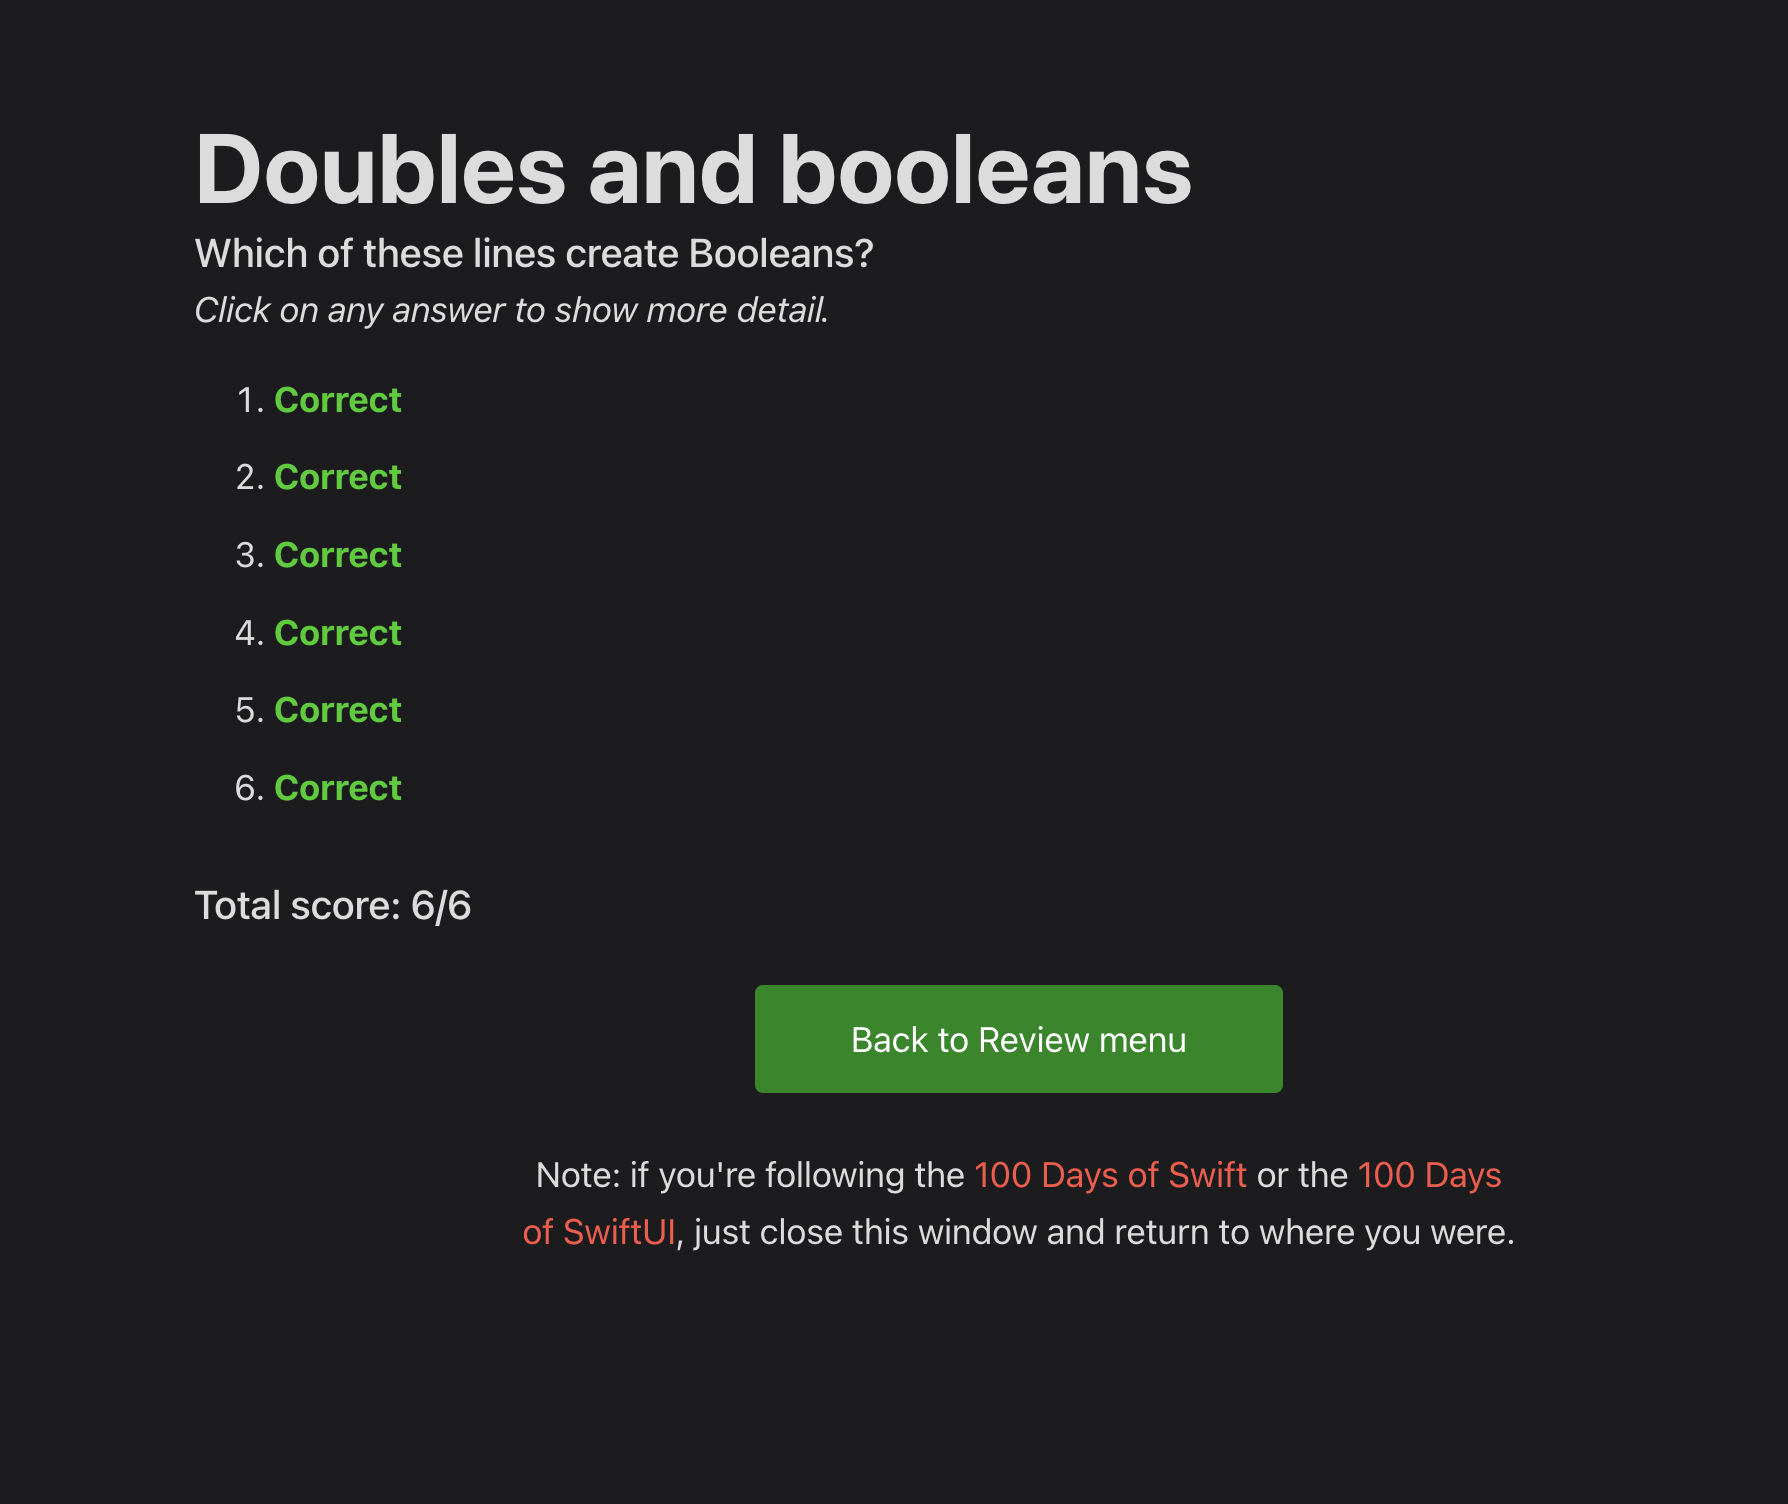 Doubles and booleans
Which of these lines create Booleans?
Click on any answer to show more detail.
1. Correct
2. Correct
3. Correct
4. Correct
5. Correct
6. Correct
Total score: 6/6
Back to Review menu
Note: if you're following the 100 Days of Swift or the 100 Days
of SwiftUI, just close this window and return to where you were.